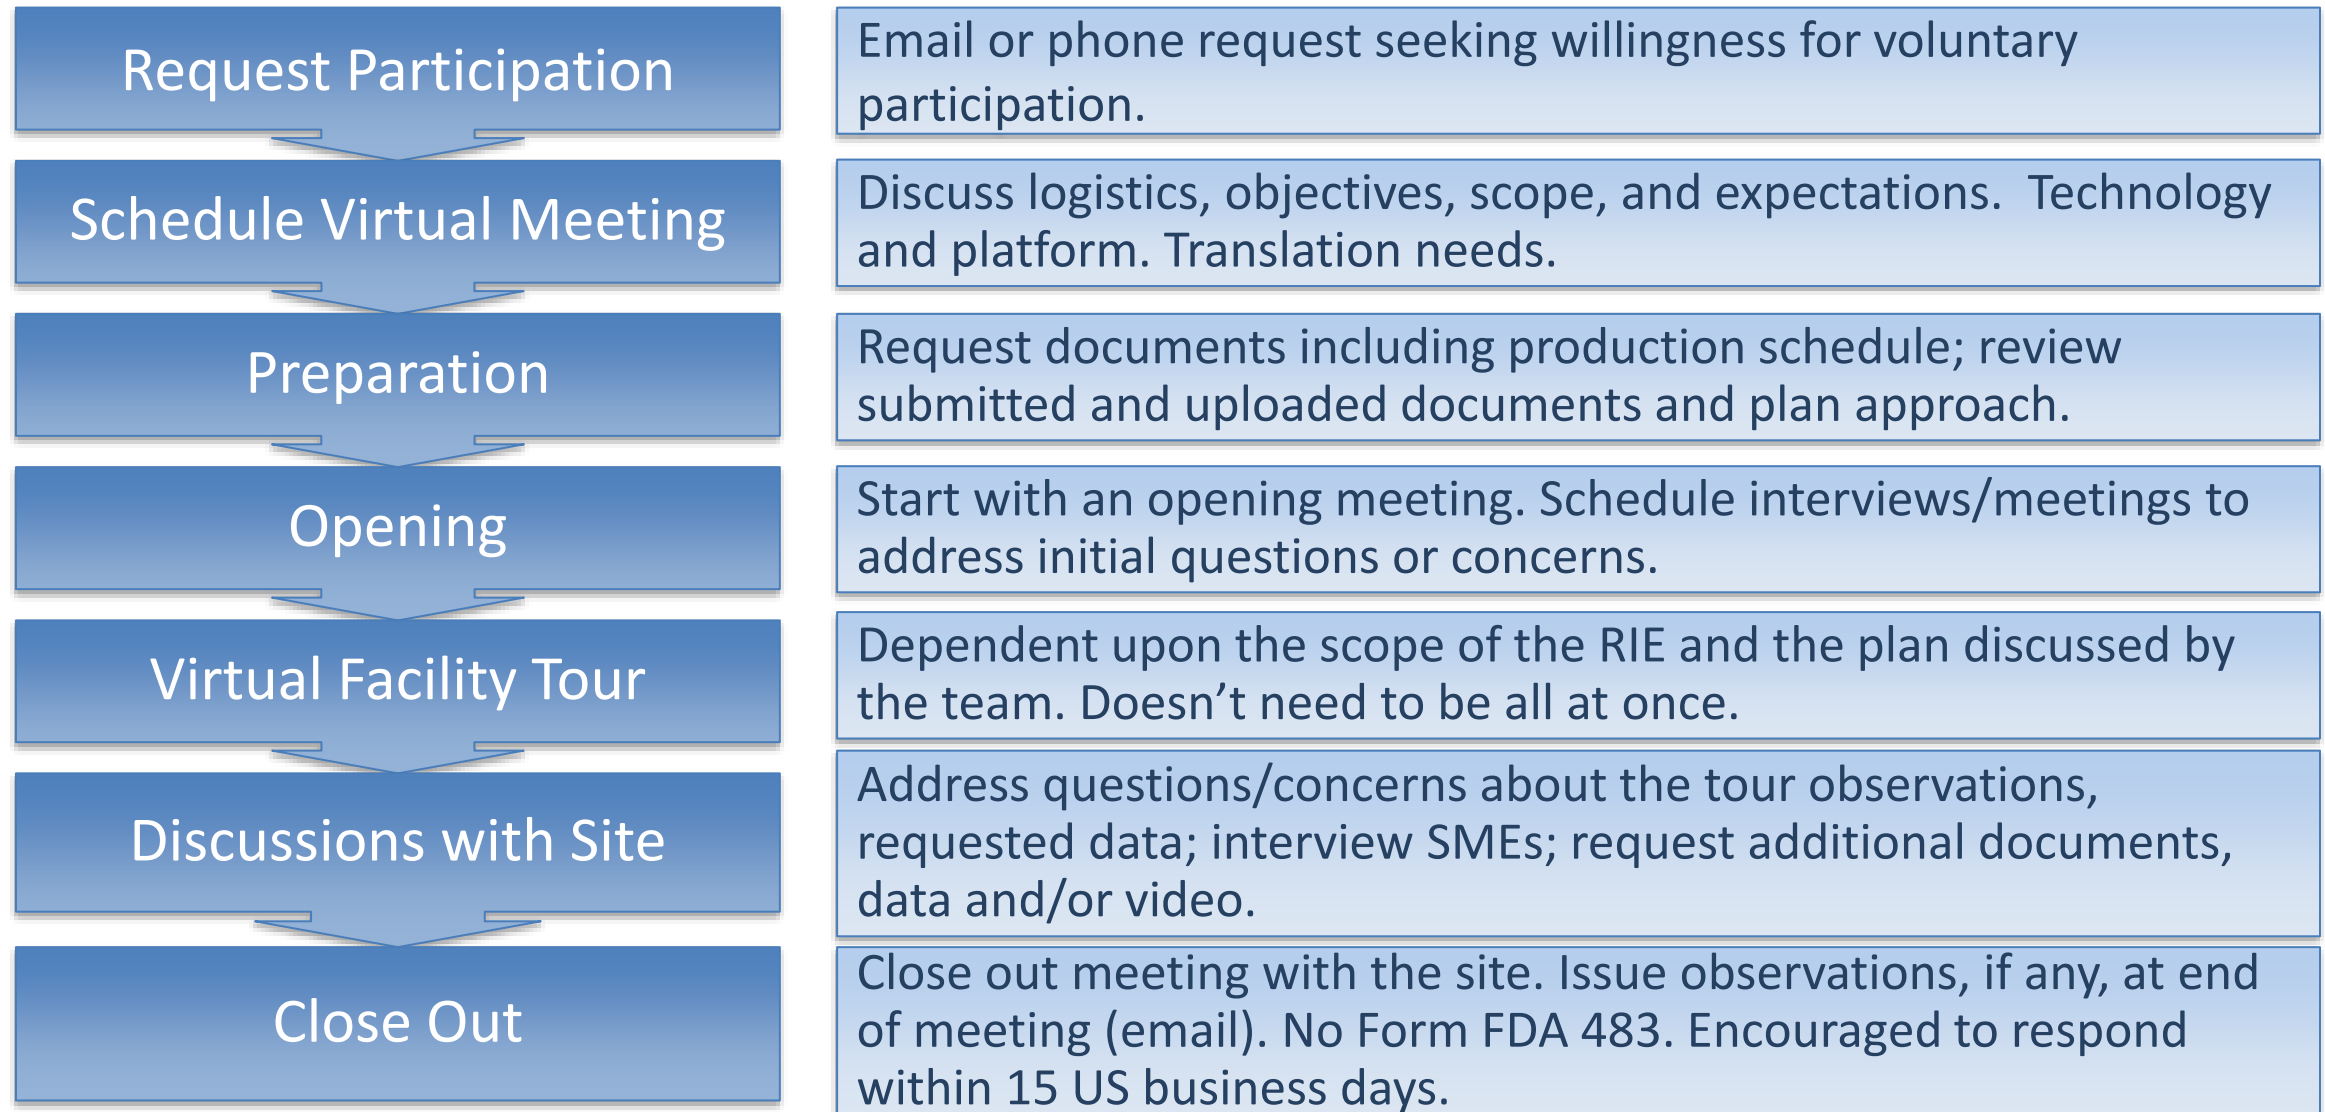 Request Participation
Email or phone request seeking willingness for voluntary
participation.
Schedule Virtual Meeting
Discuss logistics, objectives, scope, and expectations.  Technology
and platform. Translation needs.
Preparation
Request documents including production schedule; review
submitted and uploaded documents and plan approach.
Opening
Start with an opening meeting. Schedule interviews/meetings to
address initial questions or concerns.
Virtual Facility Tour
Dependent upon the scope of the RIE and the plan discussed by
the team. Doesn’t need to be all at once.
Discussions with Site
Address questions/concerns about the tour observations,
requested data; interview SMEs; request additional documents,
data and/or video.
Close Out
Close out meeting with the site. Issue observations, if any, at end
of meeting (email). No Form FDA 483. Encouraged to respond
within 15 US business days.